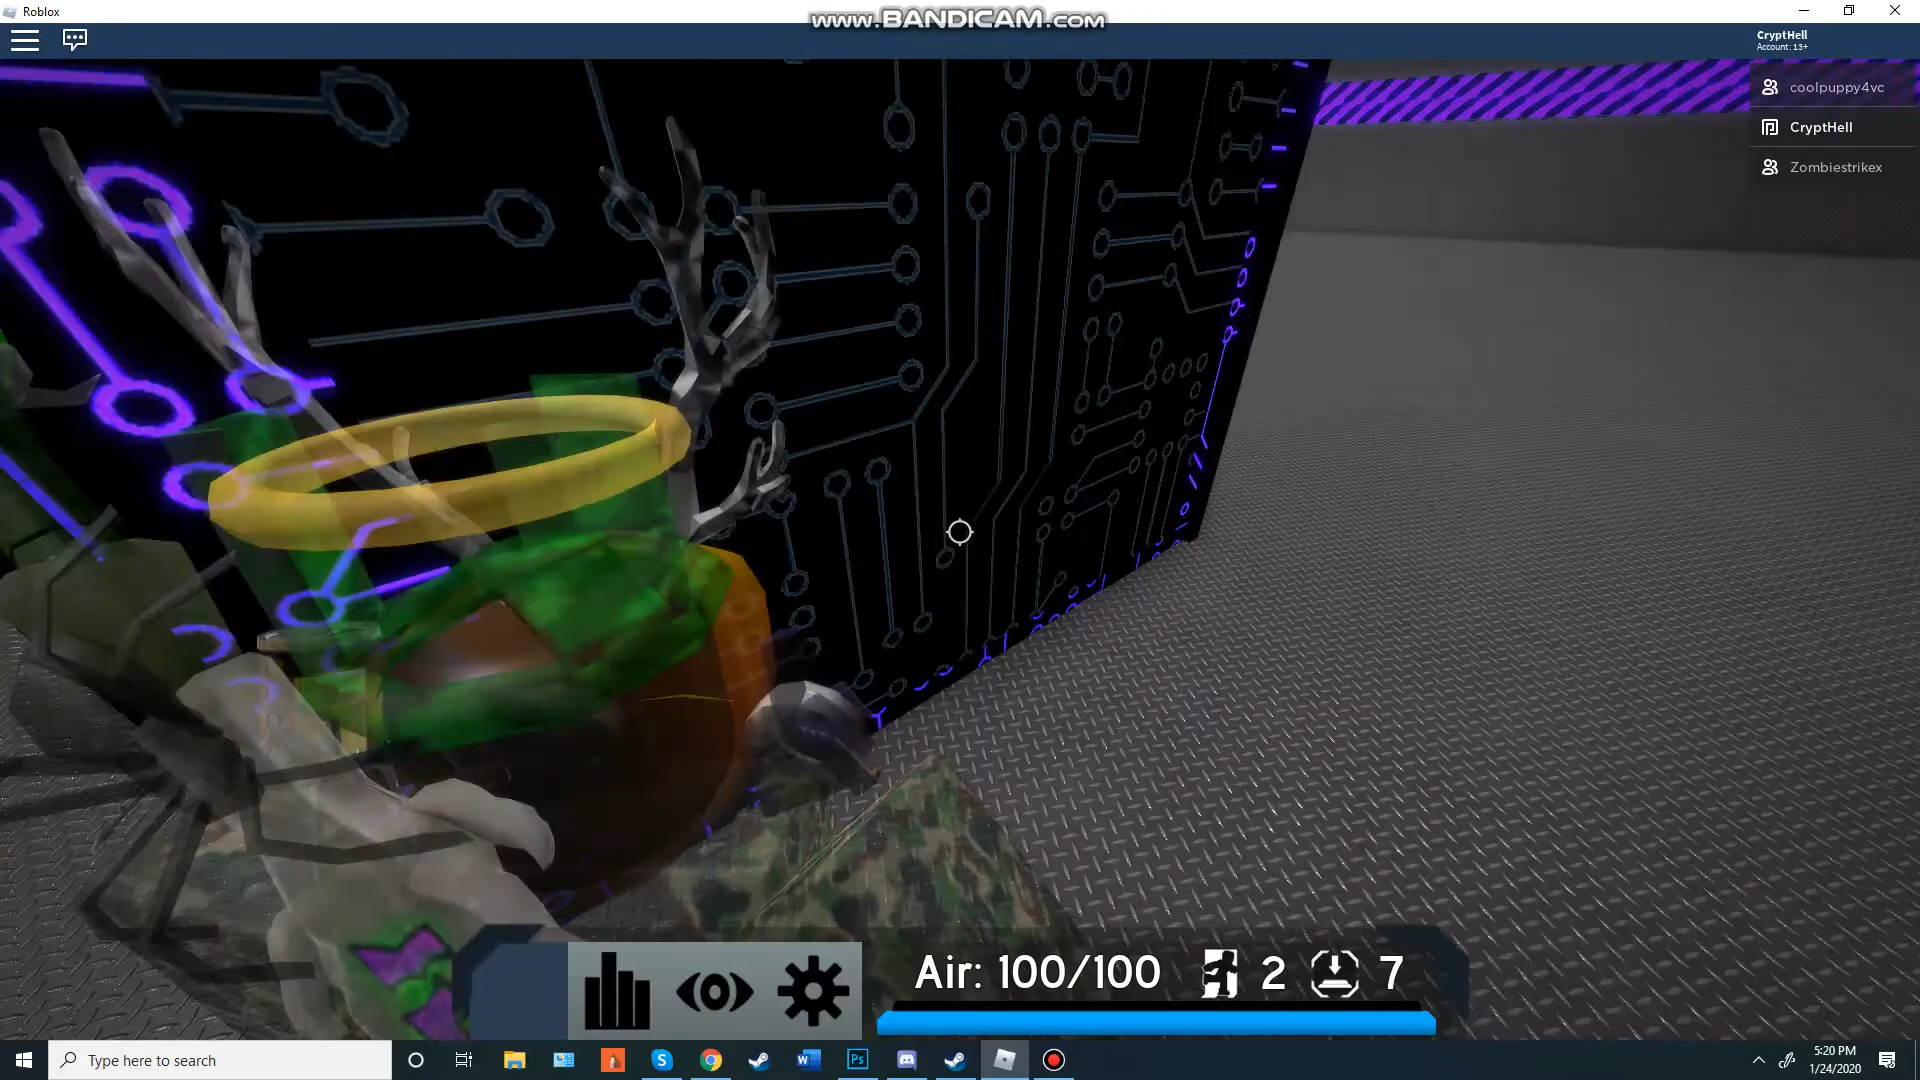 Roblox
www.BANDICAM.com
CryptHell
Account: 13+
coolpuppy4vc
CryptHell
Zombiestrikex
Air: 100/100 2 7
Type here to search
5:20 PM
1/24/2020